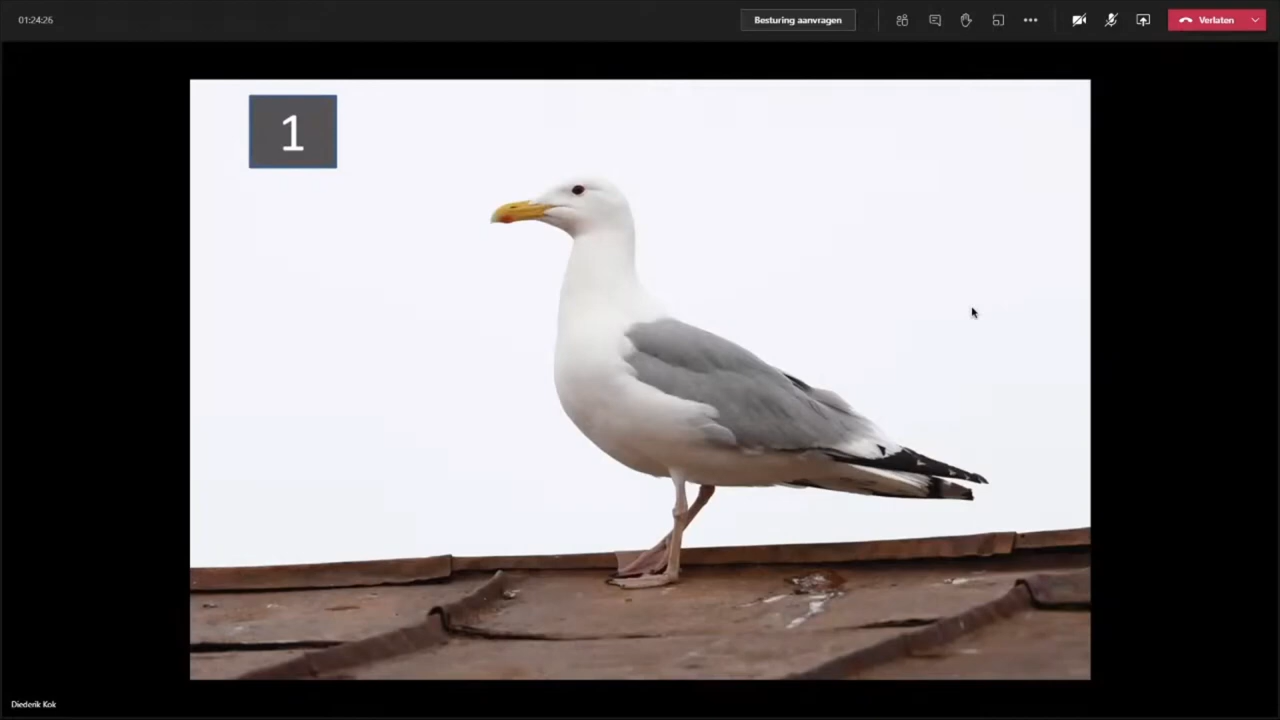 01:24:26
Besturing aanvragen
Verlaten
1
Diederik Kok